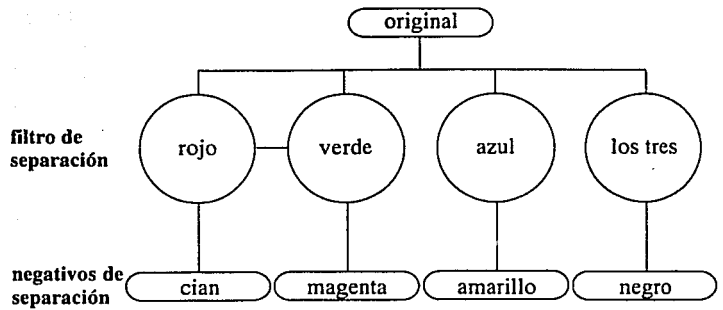 original
filtro de
separación
rojo
verde
azul
los tres
negativos de
separación
cian
magenta
amarillo
negro